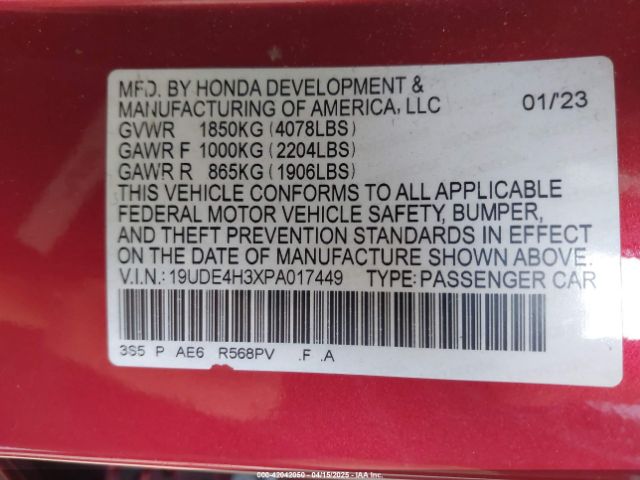 MFD. BY HONDA DEVELOPMENT &
MANUFACTURING OF AMERICA, LLC 01/'23
GVWR 1850KG (4078LBS)
GAWR F 1000KG (2204LBS)
GAWR R 865KG (1906LBS)
THIS VEHICLE CONFORMS TO ALL APPLICABLE
FEDERAL MOTOR VEHICLE SAFETY, BUMPER,
AND THEFT PREVENTION STANDARDS IN EFFECT
ON THE DATE OF MANUFACTURE SHOWN ABOVE.
V.I.N.: 19UDE4H3XPA017449 TYPE: PASSENGER CAR
3S5 P AE6 R568PV .F .A
000-42042050 - 04/15/2025 - IAA Inc.